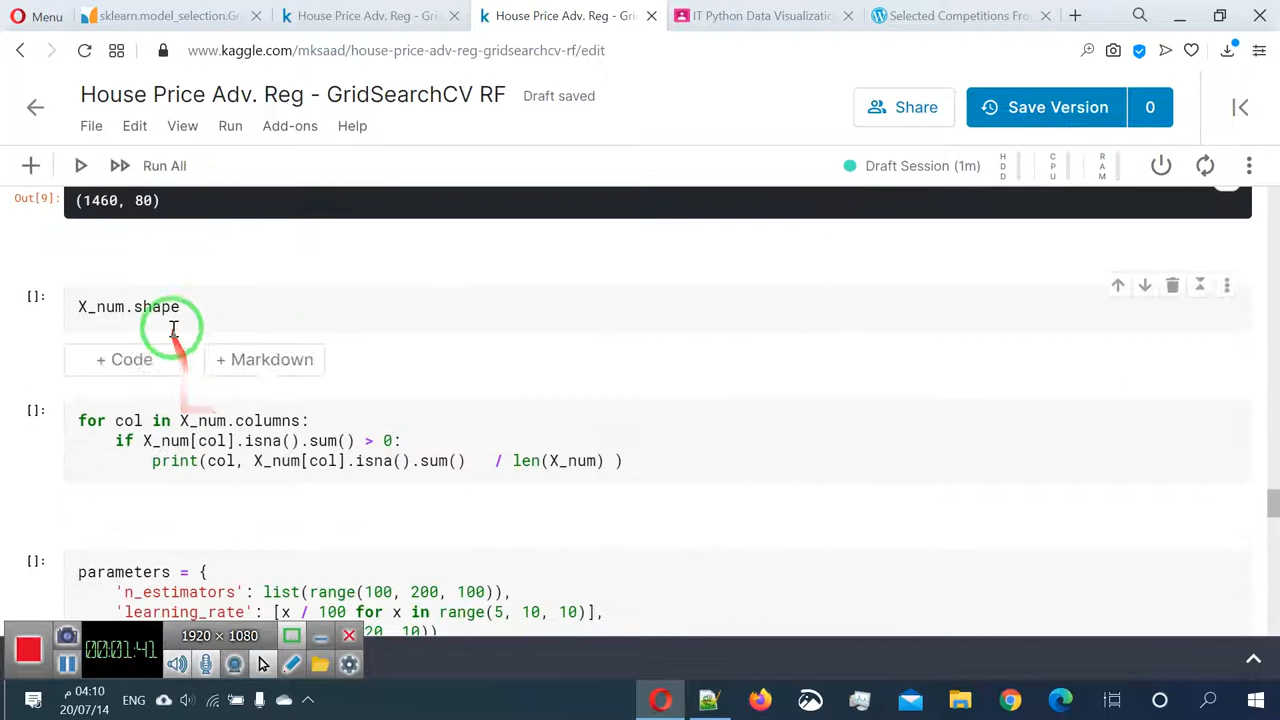 Menu
sklearn.model_selection.G
House Price Adv. Reg - Gri
House Price Adv. Reg - Gri
IT Python Data Visualizatio
Selected Competitions Fro
www.kaggle.com/mksaad/house-price-adv-reg-gridsearchcv-rf/edit
House Price Adv. Reg - GridSearchCV RF
Draft saved
Share
Save Version
0
File
Edit
View
Run
Add-ons
Help
Run All
Draft Session (1m)
HDD
CPU
RAM
Out[9]:
(1460, 80)
[]:
X_num.shape
+ Code
+ Markdown
[]:
for col in X_num.columns:
if X_num[col].isna().sum() > 0:
print(col, X_num[col].isna().sum()   / len(X_num) )
[]:
parameters = {
'n_estimators': list(range(100, 200, 100)),
'learning_rate': [x / 100 for x in range(5, 10, 10)],
20, 10))
1920 × 1080
00:01:41
04:10 م
20/07/14
ENG